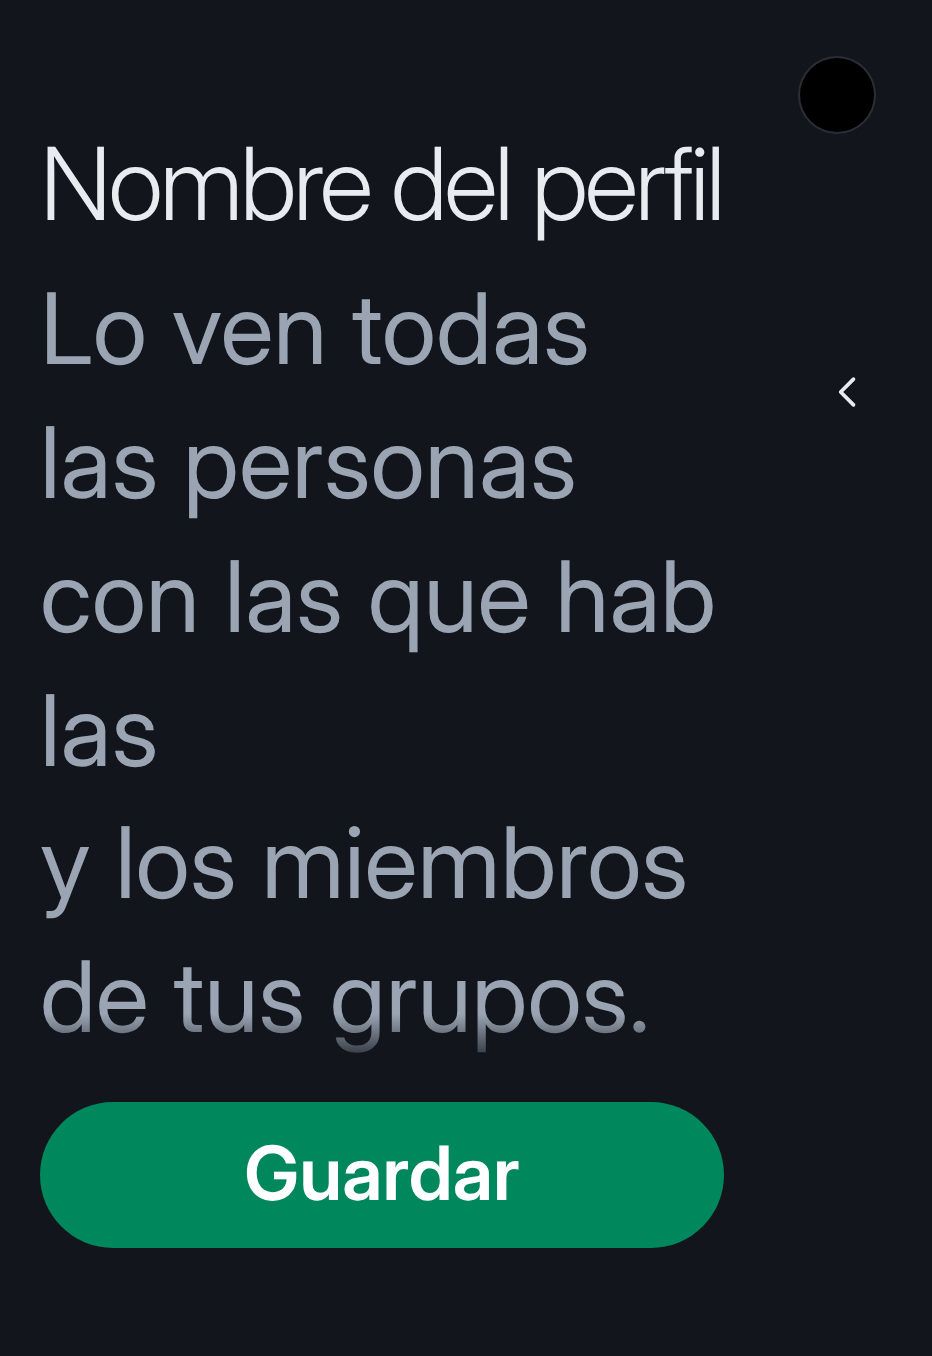 Nombre del perfil
Lo ven todas
las personas
con las que hab
las
y los miembros
de tus grupos.
Guardar